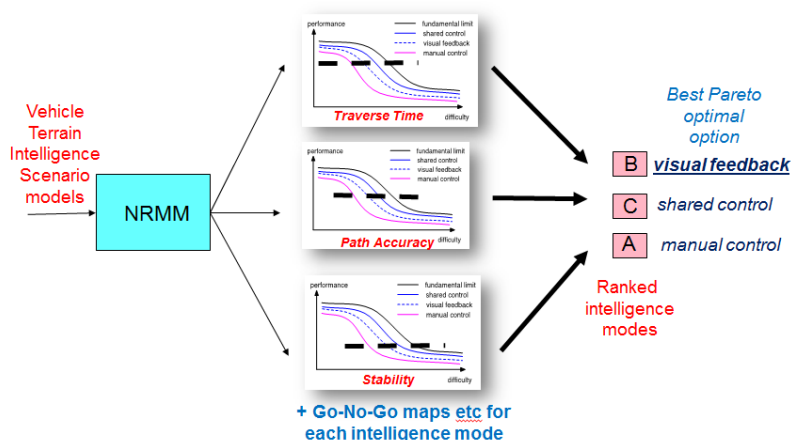 performance
fundamental limit
shared control
visual feedback
manual control
Traverse Time
difficulty
Vehicle
Terrain
Intelligence
Scenario
models
NRMM
performance
fundamental limit
shared control
visual feedback
manual control
Path Accuracy
difficulty
performance
fundamental limit
shared control
visual feedback
manual control
Stability
difficulty
+ Go-No-Go maps etc for
each intelligence mode
Best Pareto
optimal
option
B visual feedback
C shared control
A manual control
Ranked
intelligence
modes